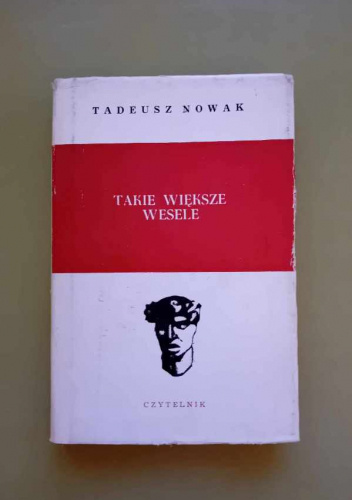 TADEUSZ NOWAK
TAKIE WIĘKSZE
WESELE
CZYTELNIK